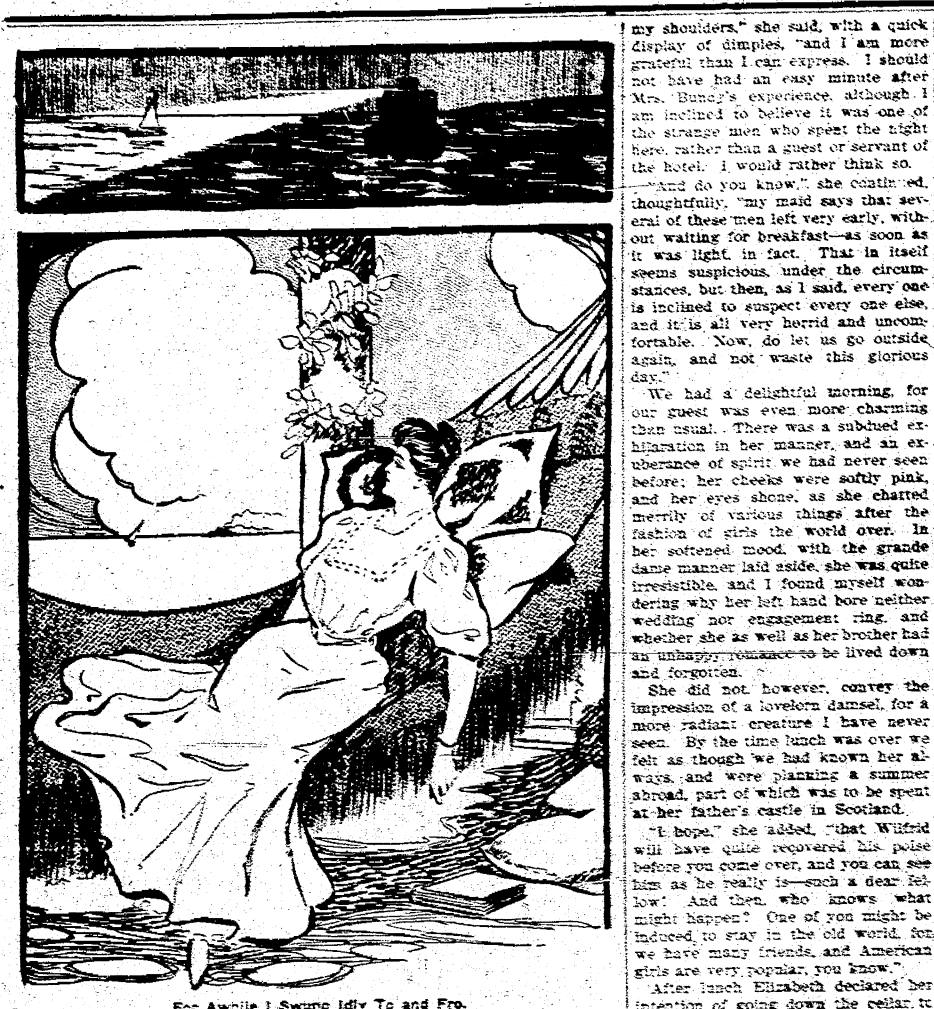 my shoulders," she said, with a quick
display of dimples, "and I am more
grateful than I can express. I should
not have had an easy minute after
Mrs. Bundy's experience, although I
am inclined to believe it was one of
the strange men who spent the night
here, rather than a guest or servant of
the hotel. I would rather think so.
"And do you know," she continued,
thoughtfully, "my maid says that sev-
eral of these men left very early, with-
out waiting for breakfast—as soon as
it was light, in fact. That in itself
seems suspicious, under the circum-
stances, but then, as I said, every one
is inclined to suspect every one else,
and it is all very horrid and uncom-
fortable. Now, do let us go outside
again, and not waste this glorious
day."
We had a delightful morning, for
our guest was even more charming
than usual. There was a subdued ex-
hilaration in her manner, and an ex-
uberance of spirit we had never seen
before; her cheeks were softly pink,
and her eyes shone, as she chatted
merrily of various things after the
fashion of girls the world over. In
her softened mood, with the grande
dame manner laid aside, she was quite
irresistible, and I found myself won-
dering why her left hand bore neither
wedding nor engagement ring, and
whether she as well as her brother had
an unhappy romance to be lived down
and forgotten.
She did not, however, convey the
impression of a lovelorn damsel, for a
more radiant creature I have never
seen. By the time lunch was over we
felt as though we had known her al-
ways, and were planning a summer
abroad, part of which was to be spent
at her father's castle in Scotland.
"I hope," she added, "that Wilfrid
will have quite recovered his poise
before you come over, and you can see
him as he really is—such a dear fel-
low! And then, who knows what
might happen? One of you might be
induced to stay in the old world, for
we have many friends, and American
girls are very popular, you know."
After lunch Elizabeth declared her
intention of going down the cellar, to
For Awhile I Swung Idly To and Fro.